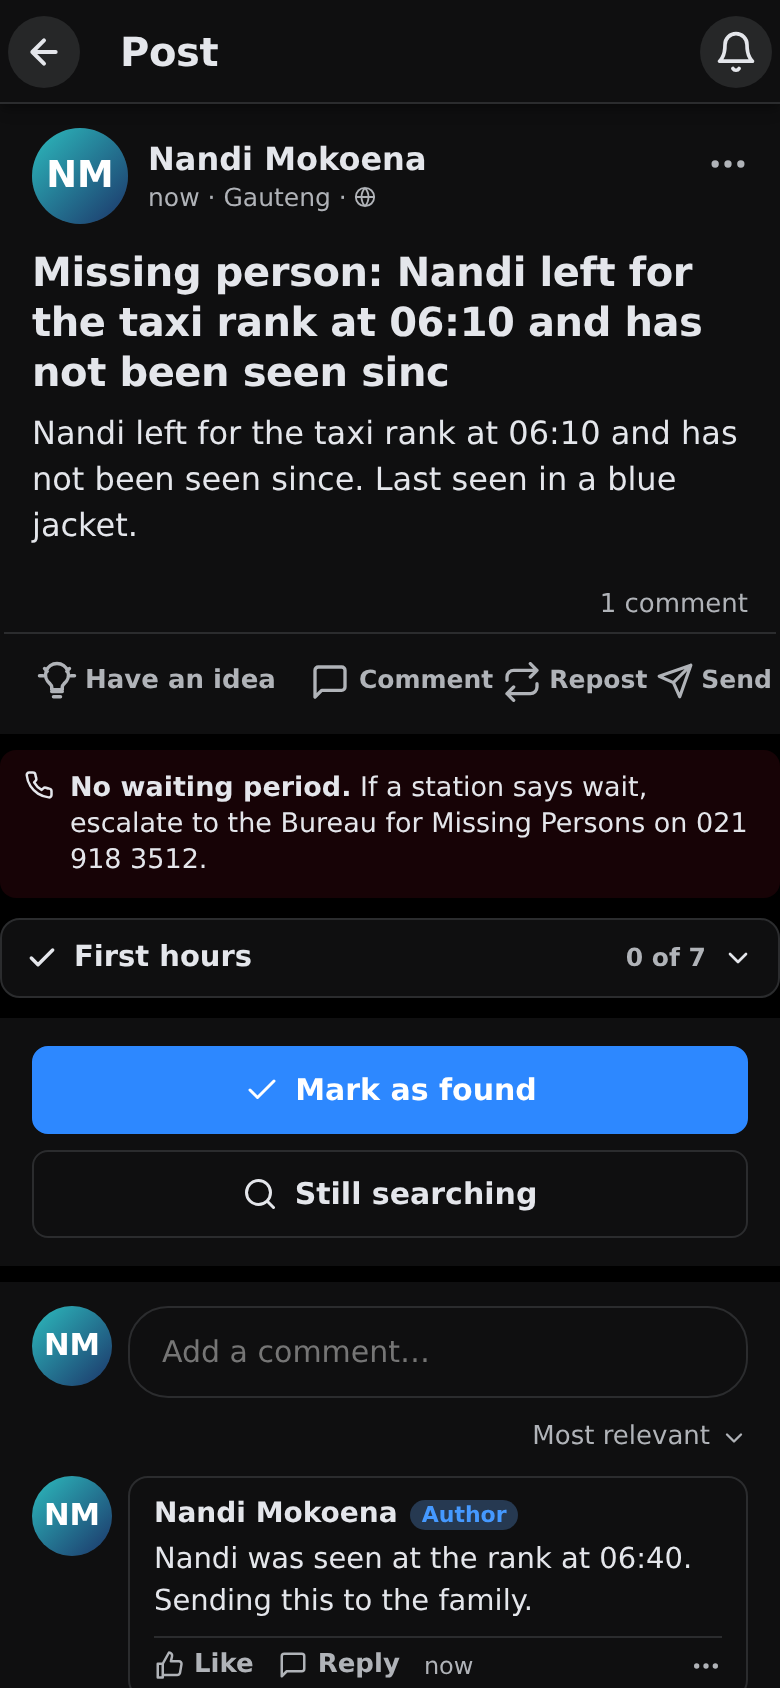 Post
NM
Nandi Mokoena
now · Gauteng ·
Missing person: Nandi left for
the taxi rank at 06:10 and has
not been seen sinc
Nandi left for the taxi rank at 06:10 and has
not been seen since. Last seen in a blue
jacket.
1 comment
Have an idea Comment Repost Send
No waiting period. If a station says wait,
escalate to the Bureau for Missing Persons on 021
918 3512.
First hours 0 of 7
Mark as found
Still searching
NM
Add a comment...
Most relevant
NM
Nandi Mokoena Author
Nandi was seen at the rank at 06:40.
Sending this to the family.
Like Reply now